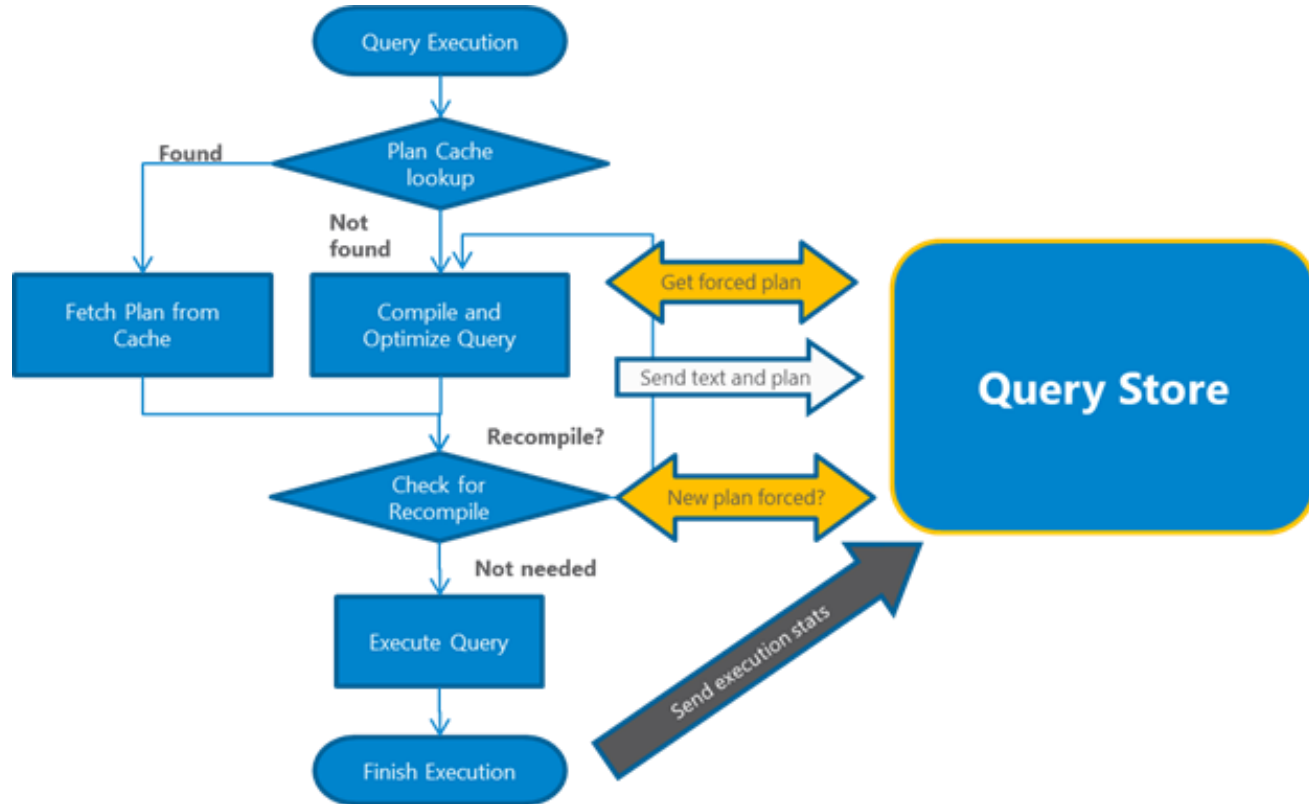 Query Execution
Found
Plan Cache
lookup
Not
found
Get forced plan
Fetch Plan from
Cache
Compile and
Optimize Query
Send text and plan
Query Store
Recompile?
Check for
Recompile
New plan forced?
Not needed
Execute Query
Send execution stats
Finish Execution